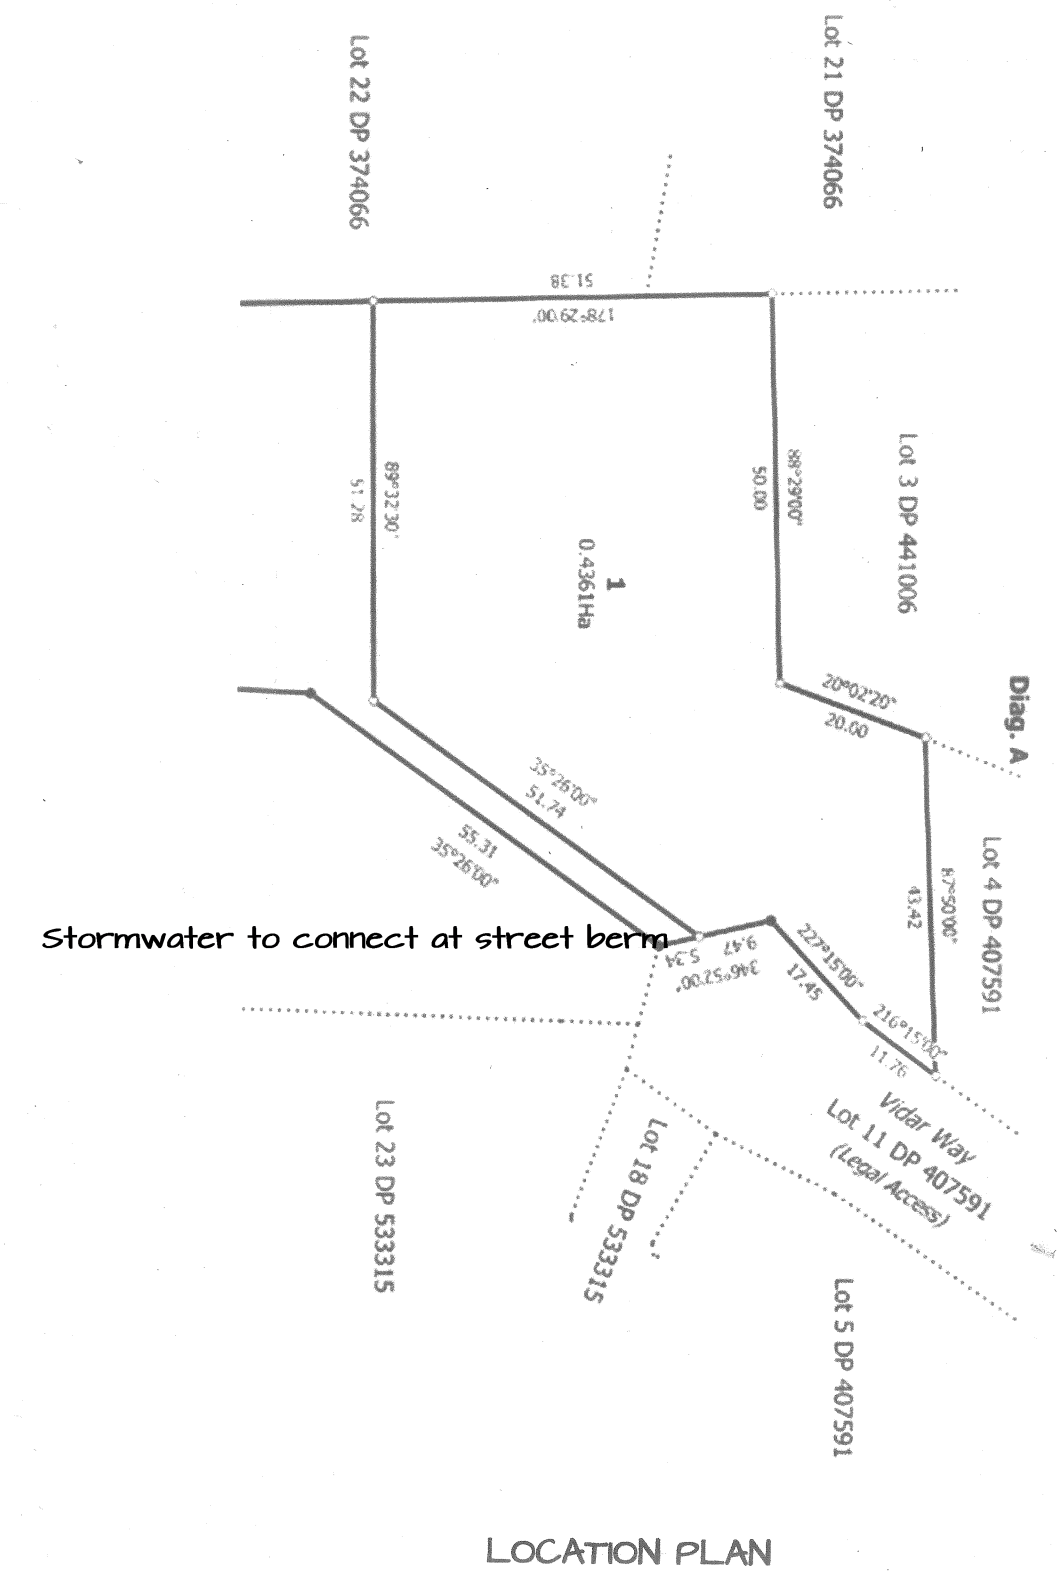 Lot 22 DP 374066
Lot 21 DP 374066
51.38
178°29'00"
89°32'30"
51.28
88°29'00"
50.00
Lot 3 DP 441006
1
0.4361Ha
20°02'20"
20.00
Diag. A
35°26'00"
51.74
55.31
35°26'00"
87°50'00"
43.42
Lot 4 DP 407591
Stormwater to connect at street berm
5.34
9.47
346°52'00"
227°15'00"
17.45
216°15'00"
11.76
Vidar Way
Lot 11 DP 407591
(Legal Access)
Lot 23 DP 533315
Lot 18 DP 533315
Lot 5 DP 407591
LOCATION PLAN